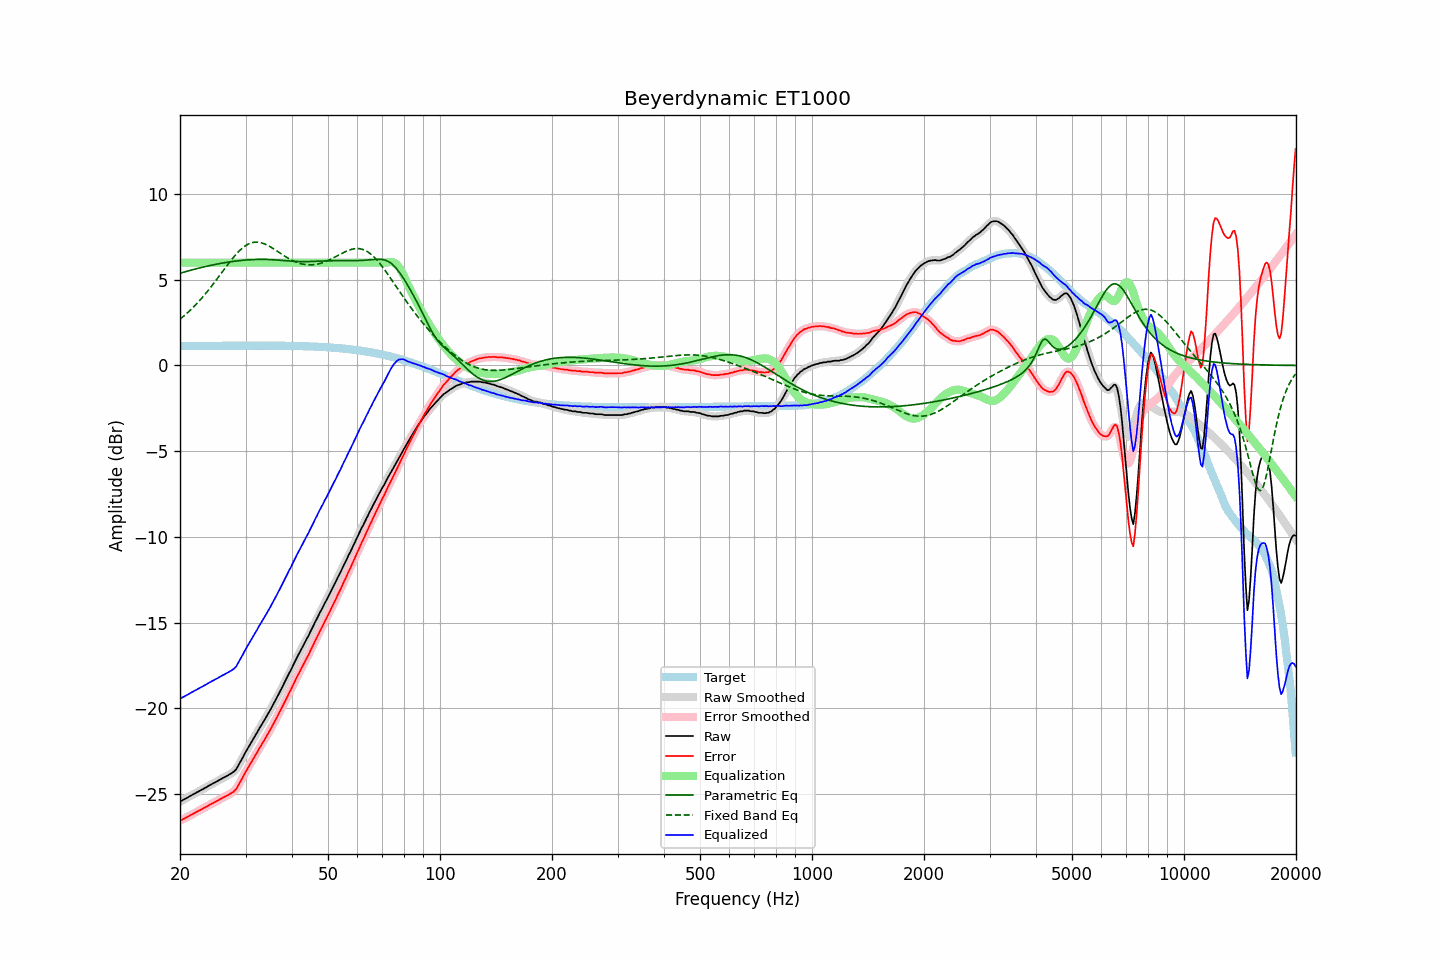 Beyerdynamic ET1000
Amplitude (dBr)
10
5
0
−5
−10
−15
−20
−25
Target
Raw Smoothed
Error Smoothed
Raw
Error
Equalization
Parametric Eq
Fixed Band Eq
Equalized
20 50 100 200 500 1000 2000 5000 10000 20000
Frequency (Hz)